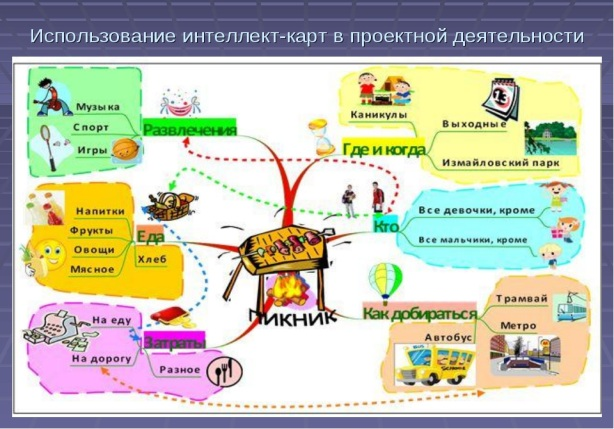 Использование интеллект-карт в проектной деятельности
Музыка
Спорт
Игры
Развлечения
Каникулы
Выходные
Где и когда
Измайловский парк
Напитки
Фрукты
Овощи
Мясное
Еда
Хлеб
Кто
Все девочки, кроме
Все мальчики, кроме
На еду
На дорогу
Затраты
Разное
ПИКНИК
Как добираться
Трамвай
Метро
Автобус